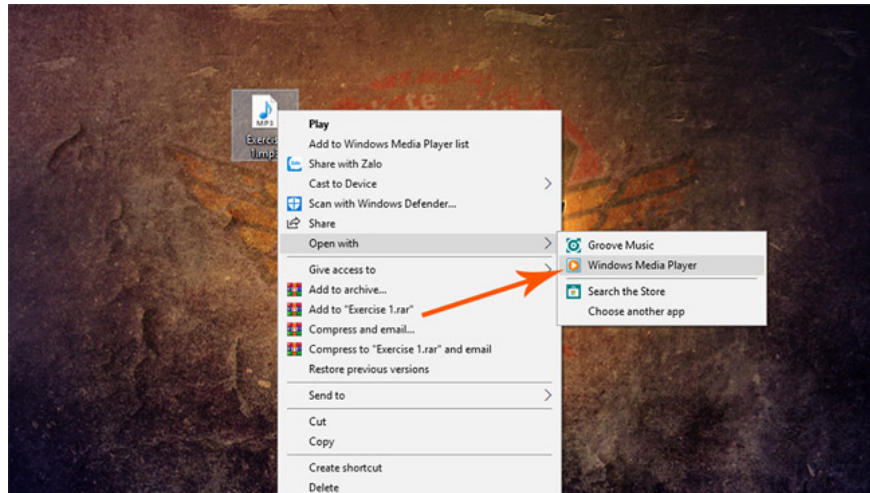 MP3
Exercise
1.mp3
Play
Add to Windows Media Player list
Share with Zalo
Cast to Device
Scan with Windows Defender...
Share
Open with
Give access to
Add to archive...
Add to "Exercise 1.rar"
Compress and email...
Compress to "Exercise 1.rar" and email
Restore previous versions
Send to
Cut
Copy
Create shortcut
Delete
Groove Music
Windows Media Player
Search the Store
Choose another app